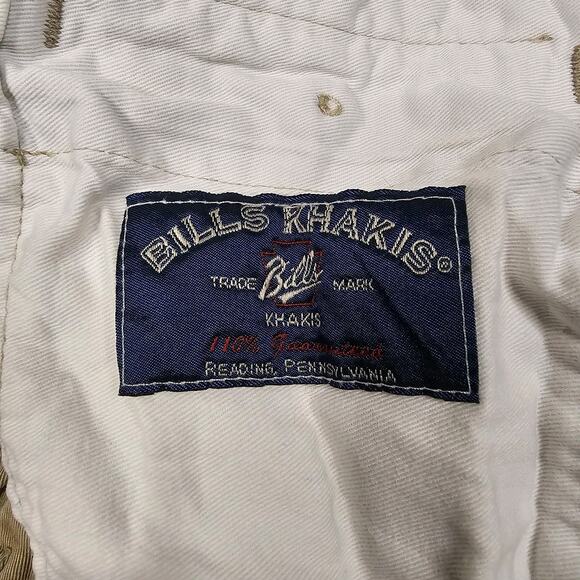 BILLS KHAKIS®
TRADE Bills MARK
KHAKIS
110% Guaranteed
READING, PENNSYLVANIA